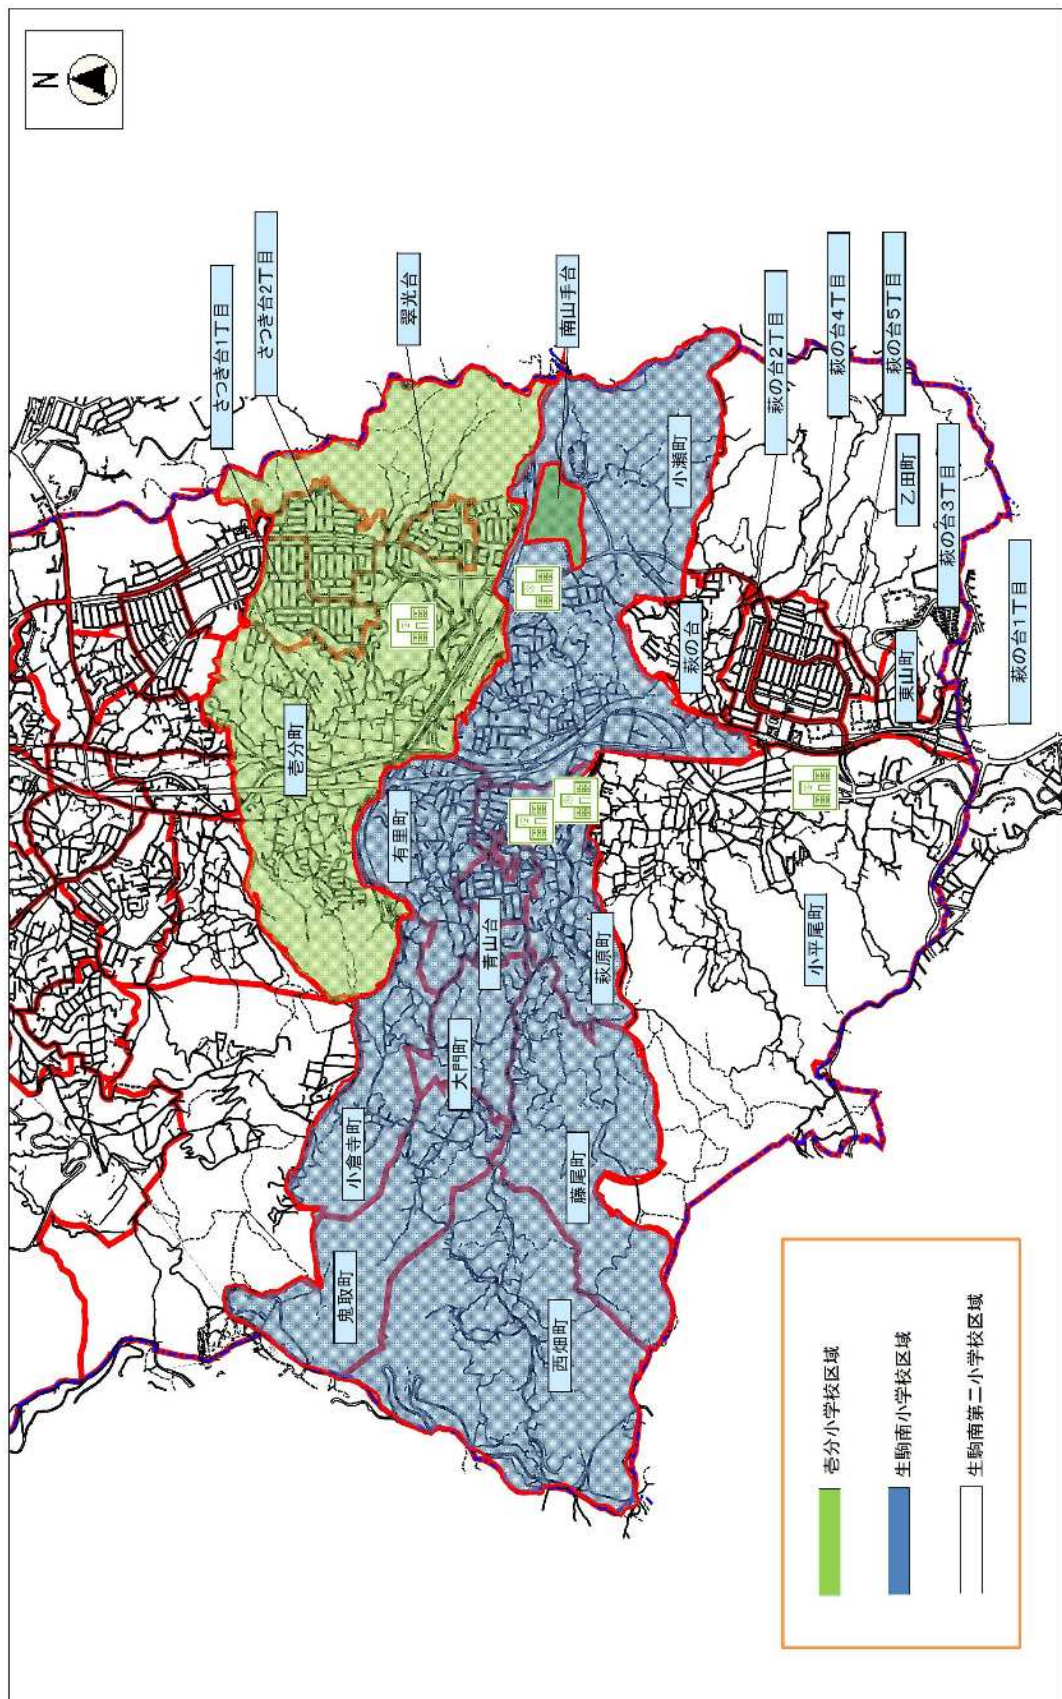 N
さつき台1丁目
さつき台2丁目
翠光台
南山手台
壱分町
有里町
小瀬町
萩の台2丁目
萩の台4丁目
萩の台5丁目
乙田町
萩の台3丁目
萩の台
東山町
萩の台1丁目
青山台
萩原町
小平尾町
大門町
小倉寺町
藤尾町
鬼取町
西畑町
壱分小学校区域
生駒南小学校区域
生駒南第二小学校区域